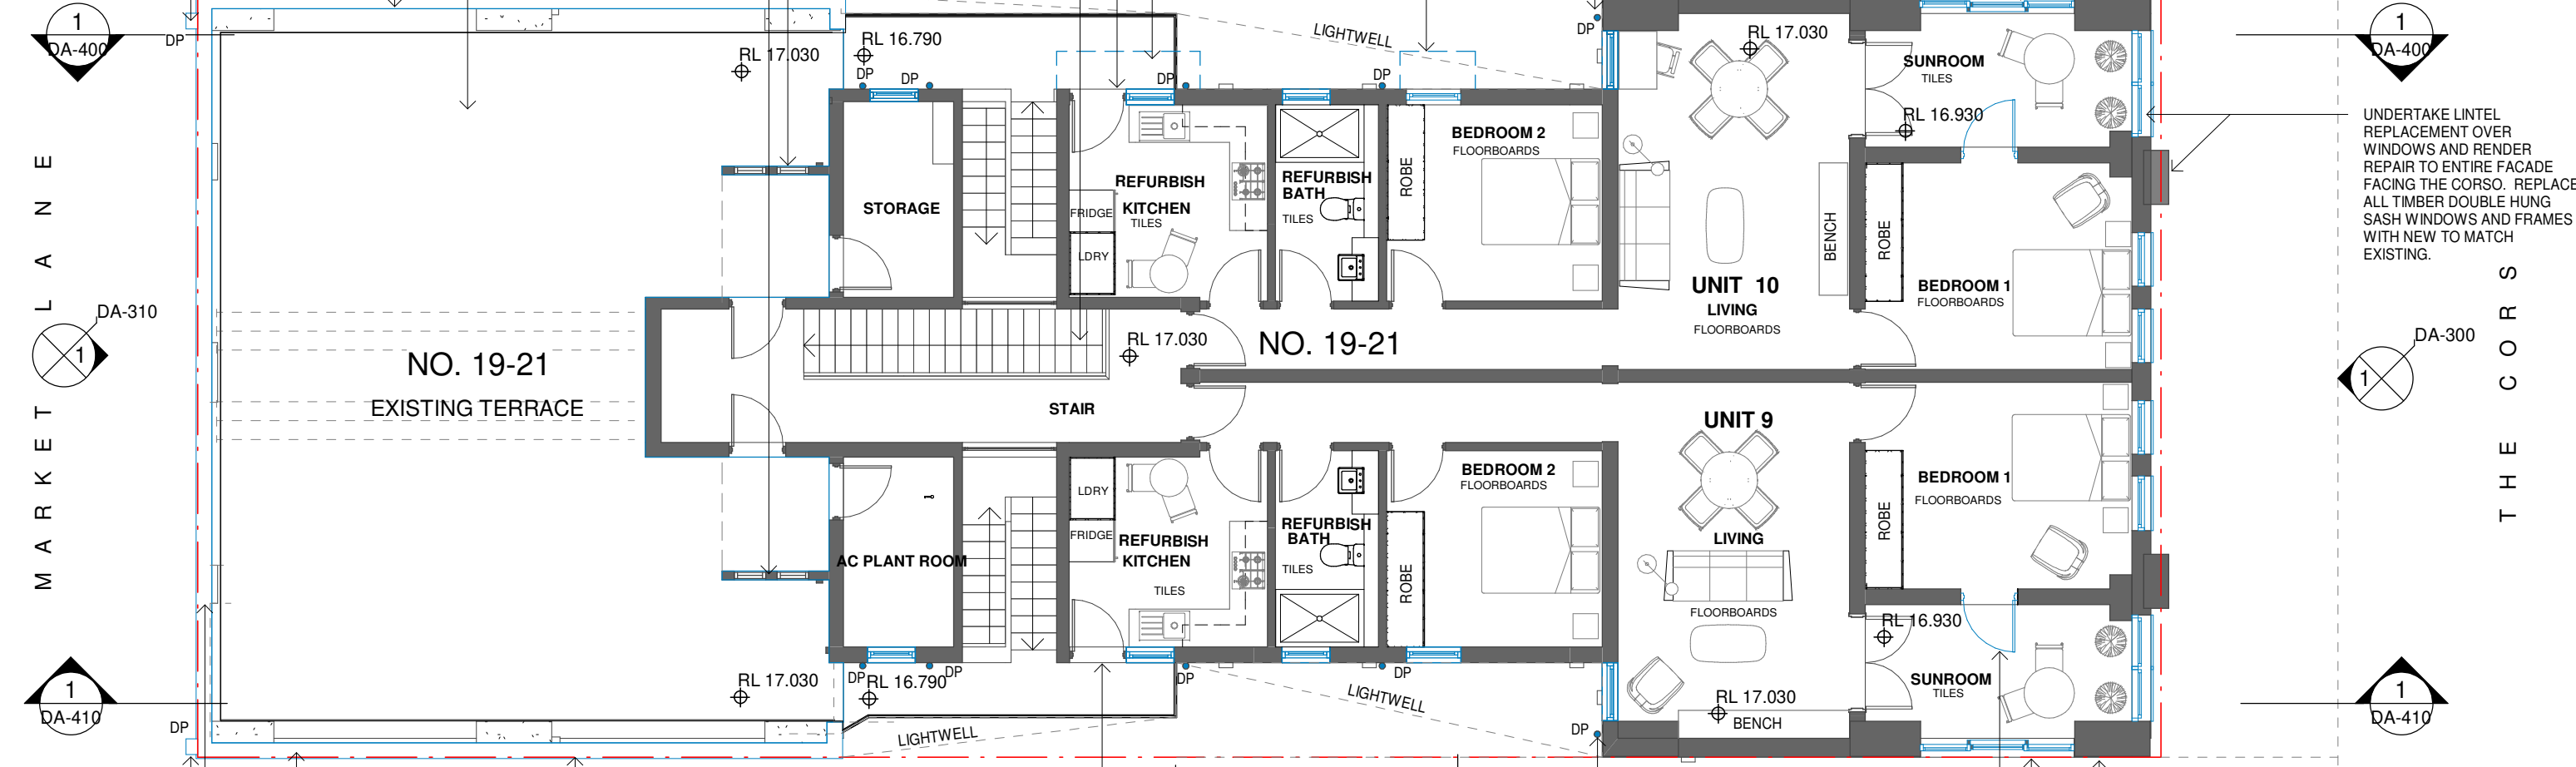 1
DA-400
DP
RL 17.030
RL 16.790
DP
DP
DP
LIGHTWELL
DP
DP
RL 17.030
SUNROOM
TILES
RL 16.930
1
DA-400
UNDERTAKE LINTEL
REPLACEMENT OVER
WINDOWS AND RENDER
REPAIR TO ENTIRE FACADE
FACING THE CORSO. REPLACE
ALL TIMBER DOUBLE HUNG
SASH WINDOWS AND FRAMES
WITH NEW TO MATCH
EXISTING.
MARKET LANE
STORAGE
REFURBISH
KITCHEN
TILES
FRIDGE
LDRY
REFURBISH
BATH
TILES
ROBE
BEDROOM 2
FLOORBOARDS
UNIT 10
LIVING
FLOORBOARDS
BENCH
ROBE
BEDROOM 1
FLOORBOARDS
THE CORS
DA-310
1
NO. 19-21
EXISTING TERRACE
RL 17.030
STAIR
NO. 19-21
DA-300
1
UNIT 9
AC PLANT ROOM
LDRY
FRIDGE
REFURBISH
KITCHEN
TILES
REFURBISH
BATH
TILES
ROBE
BEDROOM 2
FLOORBOARDS
LIVING
FLOORBOARDS
ROBE
BEDROOM 1
FLOORBOARDS
RL 16.930
SUNROOM
TILES
1
DA-410
DP
RL 17.030
DP
RL 16.790
DP
DP
LIGHTWELL
LIGHTWELL
DP
DP
RL 17.030
BENCH
1
DA-410